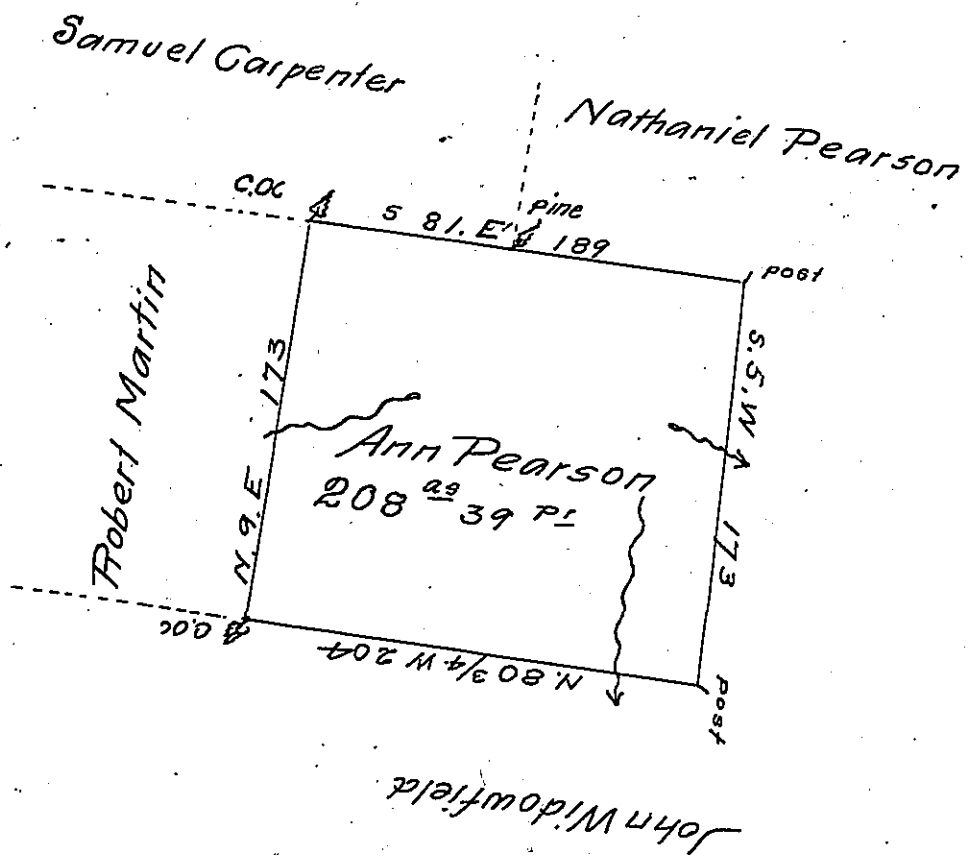 Samuel Carpenter
Nathaniel Pearson
C.Oc
S 81. E 189
Pine
post
Robert Martin
N. 9. E 173
S. 5. W 173
Ann Pearson
208 as 39 pr
C.Oc
N. 80 3/4 W 204
post
John Widowfield